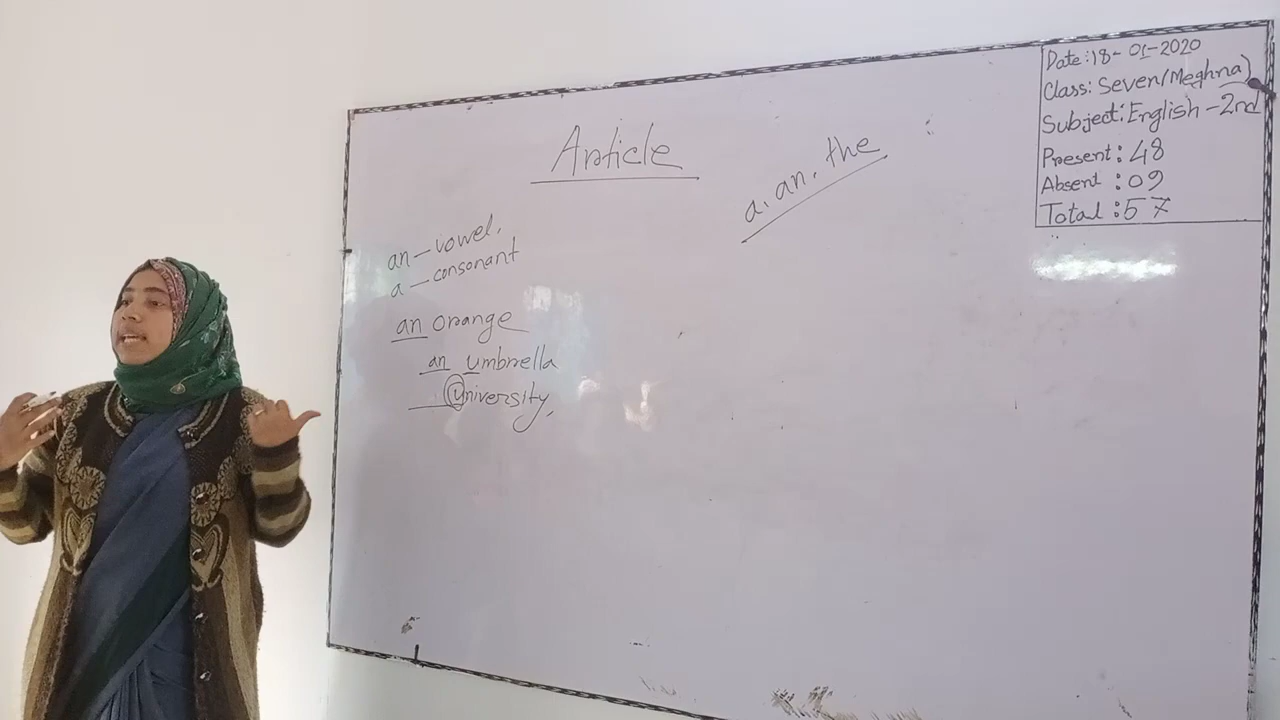 Article
a, an, the
an - vowel,
a - consonant
an orange
an umbrella
University,
Date: 18-01-2020
Class: Seven(Meghna)
Subject: English - 2nd
Present: 48
Absent : 09
Total : 57